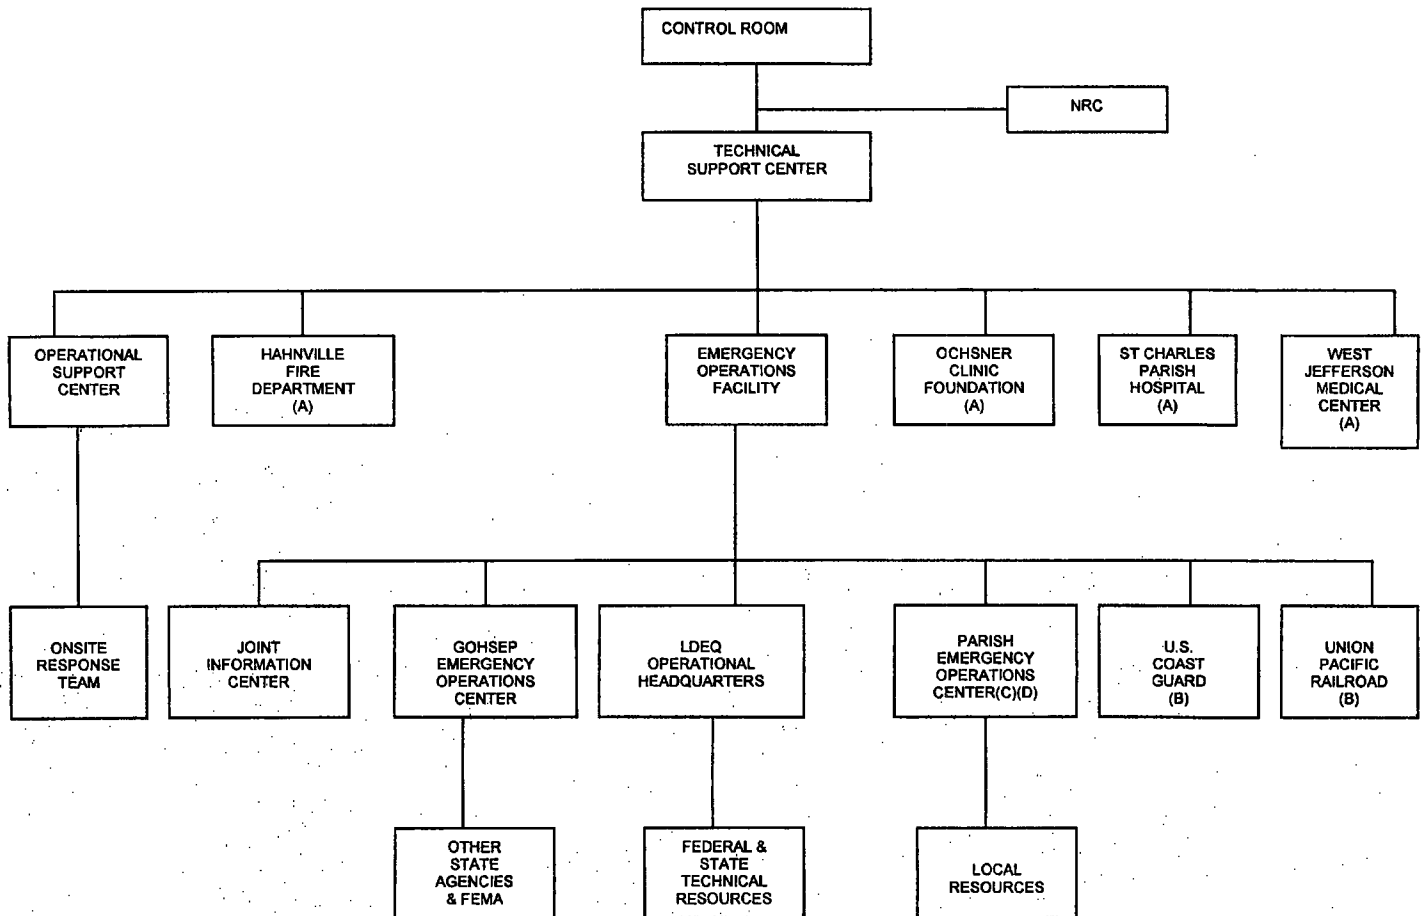 CONTROL ROOM
NRC
TECHNICAL
SUPPORT CENTER
OPERATIONAL
SUPPORT
CENTER
HAHNVILLE
FIRE
DEPARTMENT
(A)
EMERGENCY
OPERATIONS
FACILITY
OCHSNER
CLINIC
FOUNDATION
(A)
ST CHARLES
PARISH
HOSPITAL
(A)
WEST
JEFFERSON
MEDICAL
CENTER
(A)
ONSITE
RESPONSE
TEAM
JOINT
INFORMATION
CENTER
GOHSEP
EMERGENCY
OPERATIONS
CENTER
LDEQ
OPERATIONAL
HEADQUARTERS
PARISH
EMERGENCY
OPERATIONS
CENTER(C)(D)
U.S.
COAST
GUARD
(B)
UNION
PACIFIC
RAILROAD
(B)
OTHER
STATE
AGENCIES
& FEMA
FEDERAL &
STATE
TECHNICAL
RESOURCES
LOCAL
RESOURCES